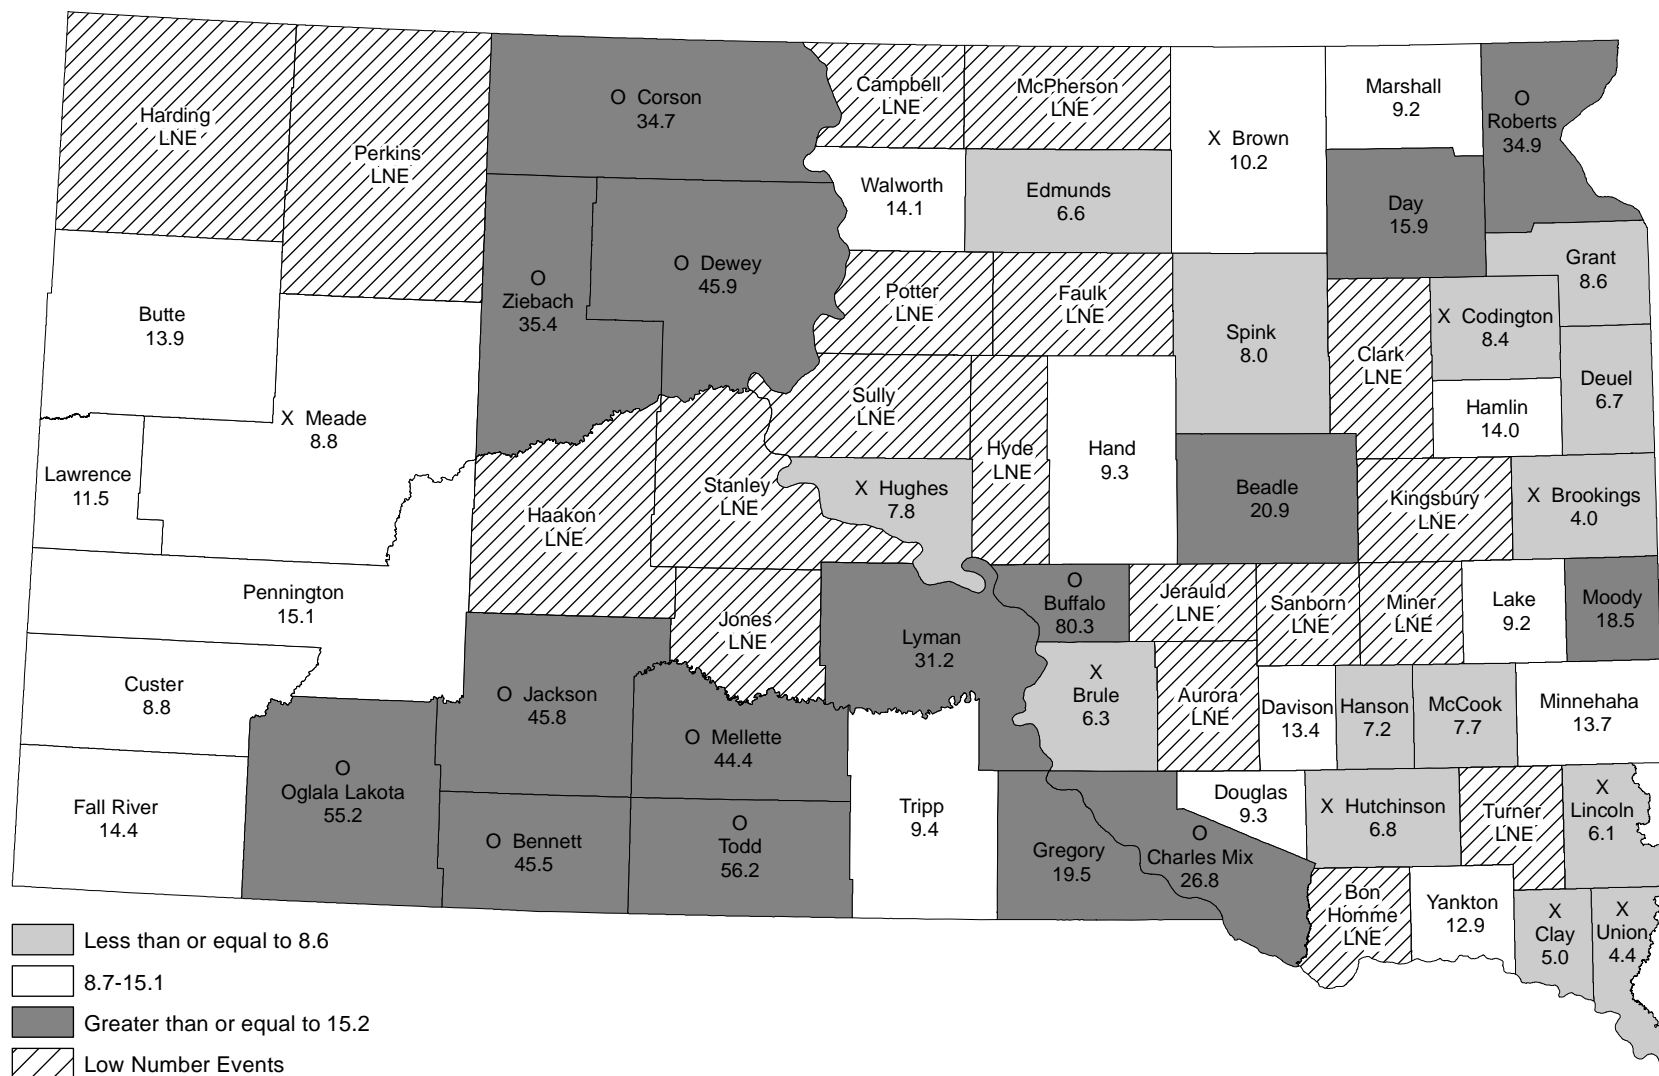 Harding
LNE
Perkins
LNE
O Corson
34.7
Campbell
LNE
McPherson
LNE
X Brown
10.2
Marshall
9.2
O
Roberts
34.9
Walworth
14.1
Edmunds
6.6
Day
15.9
Grant
8.6
Butte
13.9
O
Ziebach
35.4
O Dewey
45.9
Potter
LNE
Faulk
LNE
Spink
8.0
Clark
LNE
X Codington
8.4
Deuel
6.7
Hamlin
14.0
X Meade
8.8
Lawrence
11.5
Sully
LNE
Hyde
LNE
Hand
9.3
Haakon
LNE
Stanley
LNE
X Hughes
7.8
Beadle
20.9
Kingsbury
LNE
X Brookings
4.0
Pennington
15.1
Jones
LNE
Lyman
31.2
O
Buffalo
80.3
Jerauld
LNE
Sanborn
LNE
Miner
LNE
Lake
9.2
Moody
18.5
Custer
8.8
O Jackson
45.8
O Mellette
44.4
X
Brule
6.3
Aurora
LNE
Davison
13.4
Hanson
7.2
McCook
7.7
Minnehaha
13.7
Fall River
14.4
O
Oglala Lakota
55.2
O Bennett
45.5
O
Todd
56.2
Tripp
9.4
Gregory
19.5
O
Charles Mix
26.8
Douglas
9.3
X Hutchinson
6.8
Turner
LNE
X
Lincoln
6.1
Bon
Homme
LNE
Yankton
12.9
X
Clay
5.0
X
Union
4.4
Less than or equal to 8.6
8.7-15.1
Greater than or equal to 15.2
Low Number Events